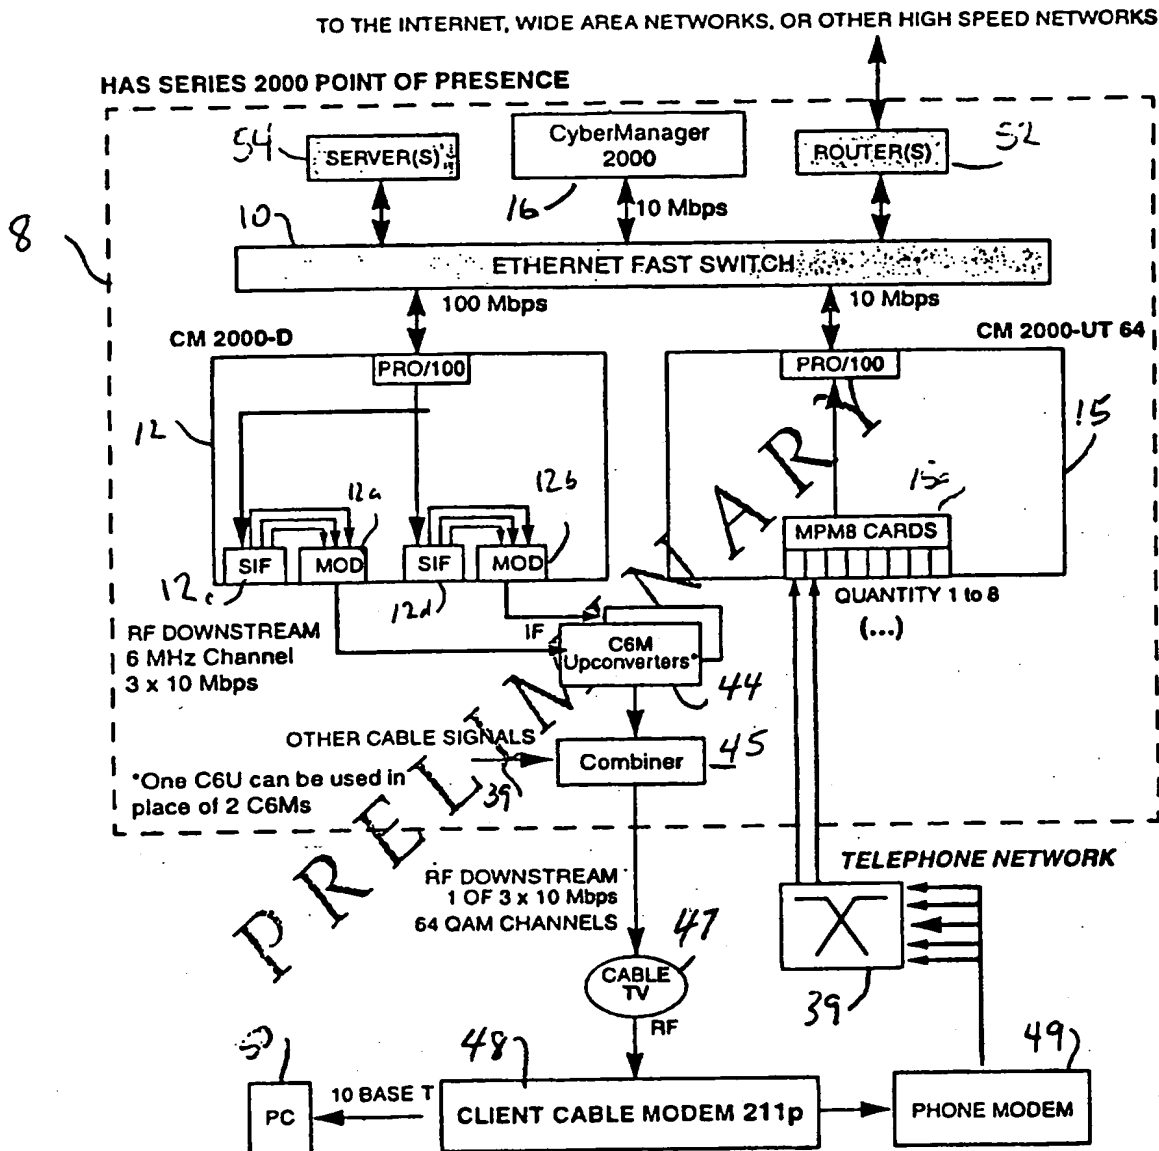 TO THE INTERNET, WIDE AREA NETWORKS, OR OTHER HIGH SPEED NETWORKS
HAS SERIES 2000 POINT OF PRESENCE
8
54
SERVER(S)
CyberManager
2000
16
ROUTER(S)
52
10 Mbps
10
ETHERNET FAST SWITCH
100 Mbps
10 Mbps
CM 2000-D
CM 2000-UT 64
PRO/100
PRO/100
12
15
12a
12b
15a
SIF
MOD
SIF
MOD
MPM8 CARDS
12c
12d
QUANTITY 1 to 8
(...)
RF DOWNSTREAM
6 MHz Channel
3 x 10 Mbps
IF
C6M
Upconverters*
44
OTHER CABLE SIGNALS
39
Combiner
45
*One C6U can be used in
place of 2 C6Ms
PRELIMINARY
TELEPHONE NETWORK
RF DOWNSTREAM
1 OF 3 x 10 Mbps
64 QAM CHANNELS
47
CABLE
TV
RF
39
50
48
49
PC
10 BASE T
CLIENT CABLE MODEM 211p
PHONE MODEM